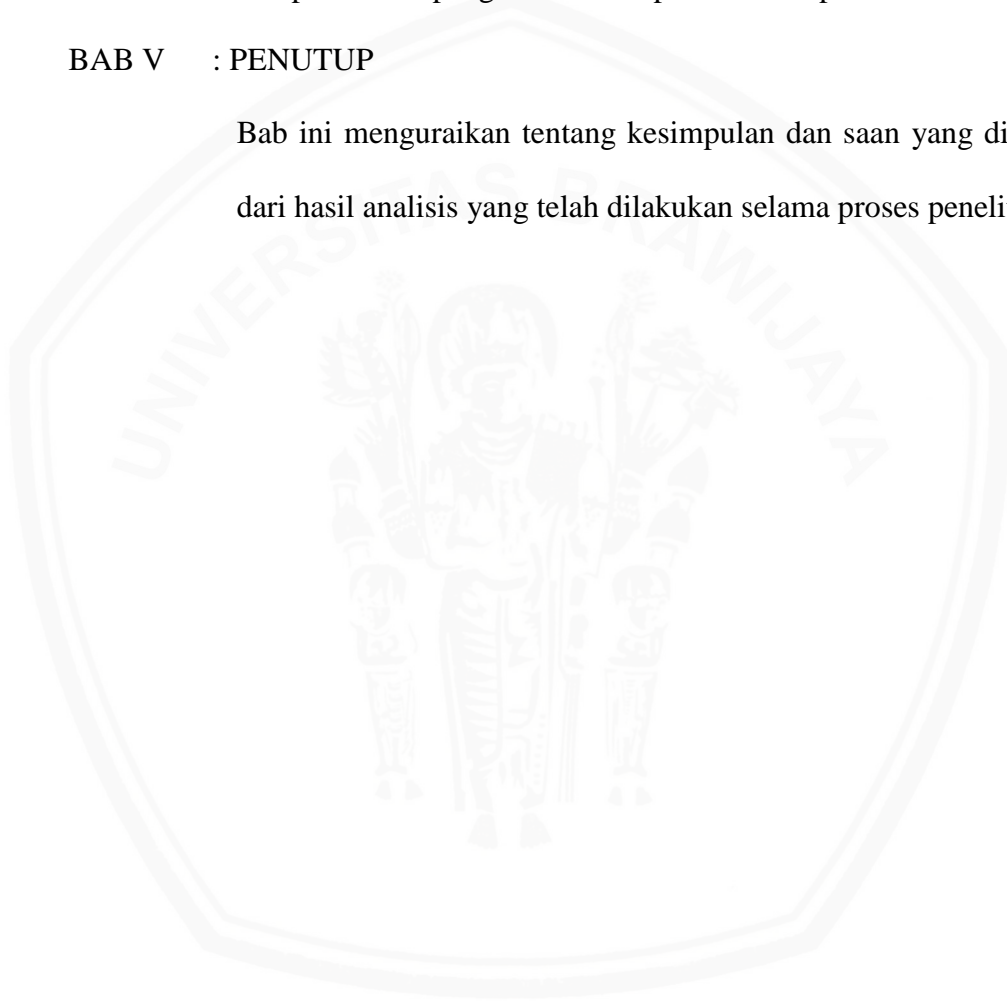 BAB V : PENUTUP
Bab ini menguraikan tentang kesimpulan dan saan yang di
dari hasil analisis yang telah dilakukan selama proses peneli
UNIVERSITAS BRAWIJAYA